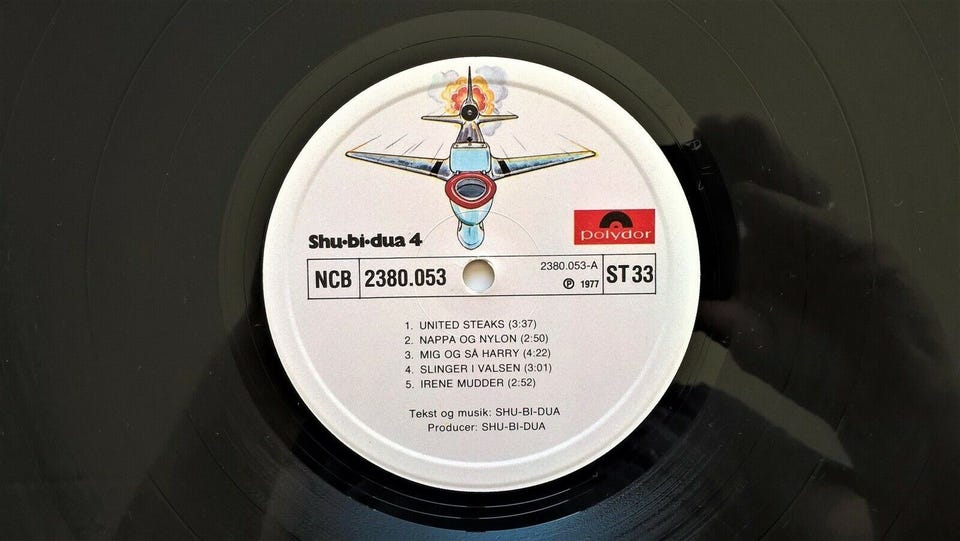 Shu·bi·dua 4
polydor
NCB 2380.053 2380.053-A ℗ 1977 ST 33
1. UNITED STEAKS (3:37)
2. NAPPA OG NYLON (2:50)
3. MIG OG SÅ HARRY (4:22)
4. SLINGER I VALSEN (3:01)
5. IRENE MUDDER (2:52)
Tekst og musik: SHU-BI-DUA
Producer: SHU-BI-DUA